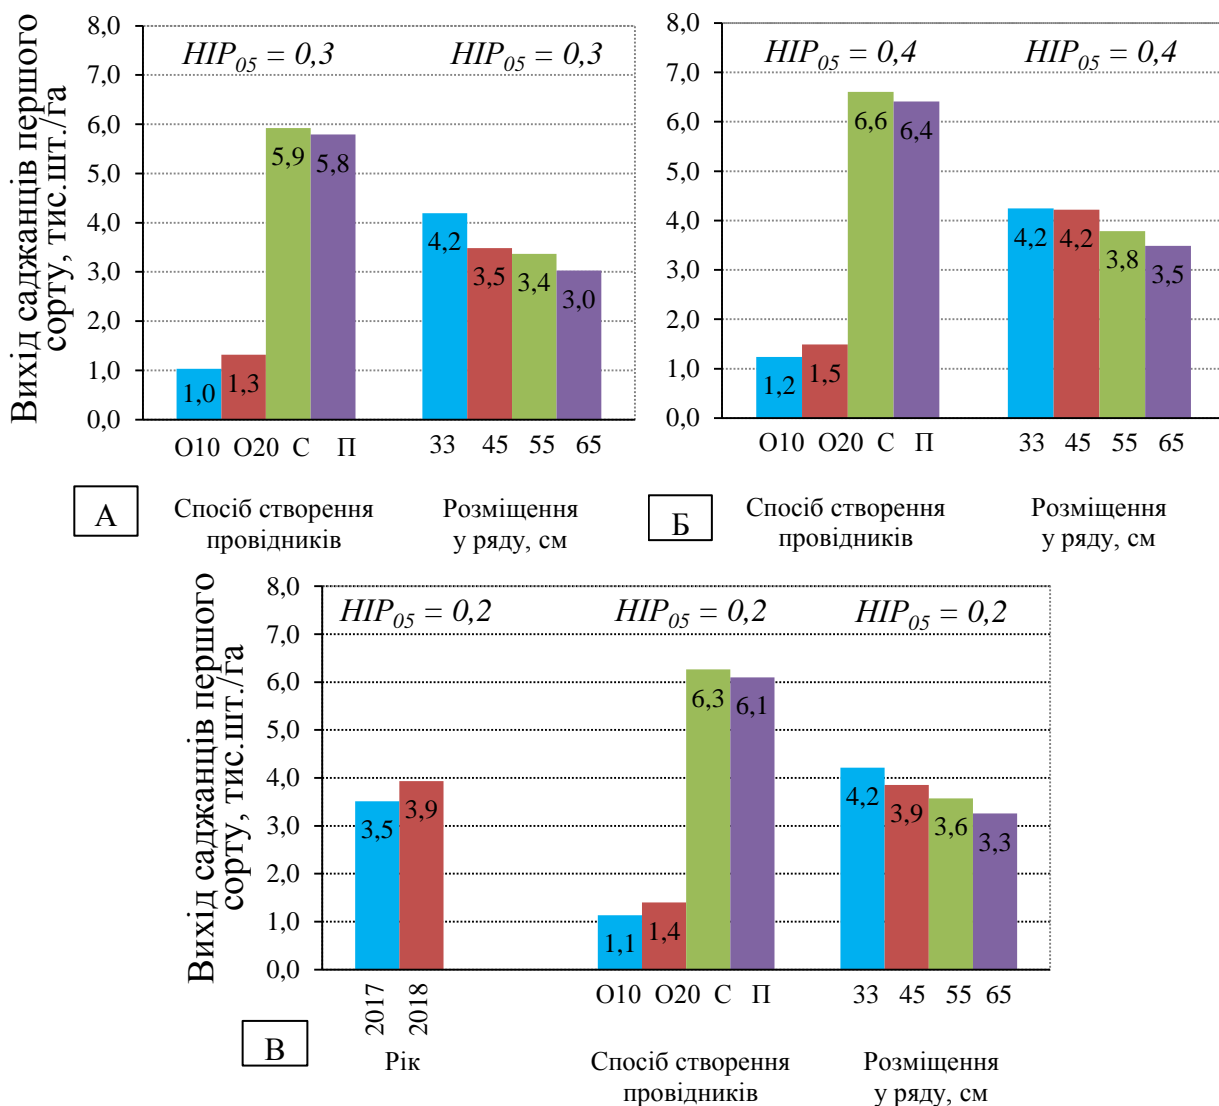 Вихід саджанців першого
сорту, тис.шт./га
8,0
7,0
6,0
5,0
4,0
3,0
2,0
1,0
0,0
НІР05 = 0,3
НІР05 = 0,3
1,0
1,3
5,9
5,8
4,2
3,5
3,4
3,0
О10 О20 С П
33 45 55 65
А
Спосіб створення
провідників
Розміщення
у ряду, см
8,0
7,0
6,0
5,0
4,0
3,0
2,0
1,0
0,0
НІР05 = 0,4
НІР05 = 0,4
1,2
1,5
6,6
6,4
4,2
4,2
3,8
3,5
О10 О20 С П
33 45 55 65
Б
Спосіб створення
провідників
Розміщення
у ряду, см
Вихід саджанців першого
сорту, тис.шт./га
8,0
7,0
6,0
5,0
4,0
3,0
2,0
1,0
0,0
НІР05 = 0,2
НІР05 = 0,2
НІР05 = 0,2
3,5
3,9
1,1
1,4
6,3
6,1
4,2
3,9
3,6
3,3
2017
2018
О10 О20 С П
33 45 55 65
В
Рік
Спосіб створення
провідників
Розміщення
у ряду, см